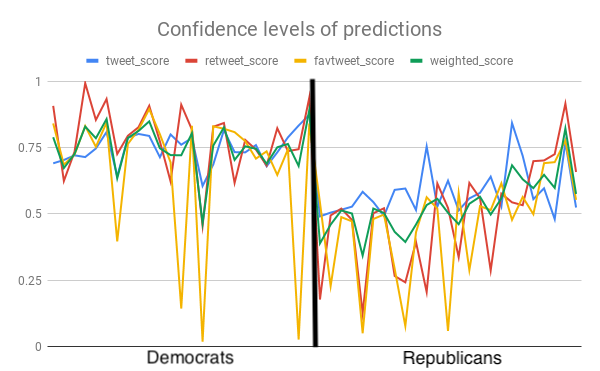 Confidence levels of predictions
tweet_score retweet_score favtweet_score weighted_score
1
0.75
0.5
0.25
0
Democrats Republicans